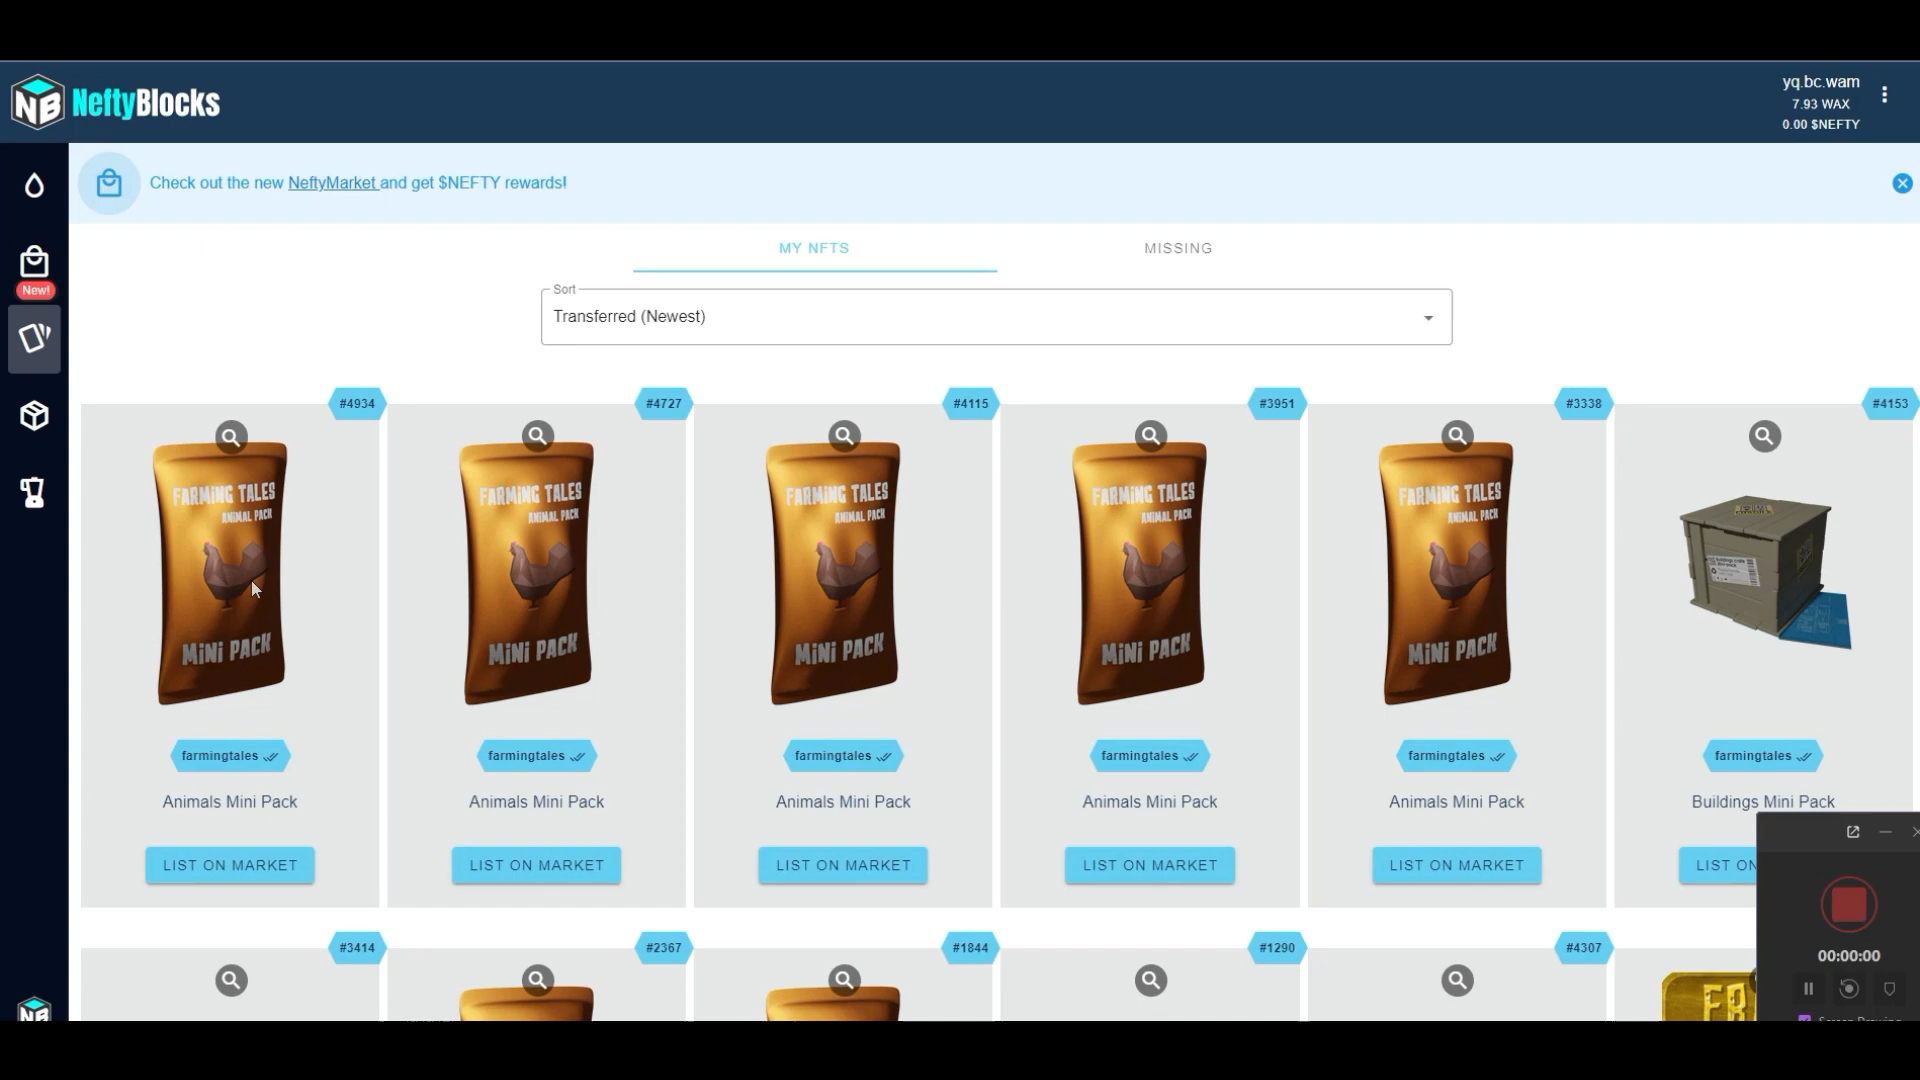 NB NeftyBlocks
yq.bc.wam
7.93 WAX
0.00 $NEFTY
Check out the new NeftyMarket and get $NEFTY rewards!
New!
MY NFTS
MISSING
Sort
Transferred (Newest)
#4934
#4727
#4115
#3951
#3338
#4153
FARMING TALES
ANIMAL PACK
MINI PACK
FARMING TALES
ANIMAL PACK
MINI PACK
FARMING TALES
ANIMAL PACK
MINI PACK
FARMING TALES
ANIMAL PACK
MINI PACK
FARMING TALES
ANIMAL PACK
MINI PACK
farmingtales
farmingtales
farmingtales
farmingtales
farmingtales
farmingtales
Animals Mini Pack
Animals Mini Pack
Animals Mini Pack
Animals Mini Pack
Animals Mini Pack
Buildings Mini Pack
LIST ON MARKET
LIST ON MARKET
LIST ON MARKET
LIST ON MARKET
LIST ON MARKET
LIST ON
#3414
#2367
#1844
#1290
#4307
00:00:00
NB